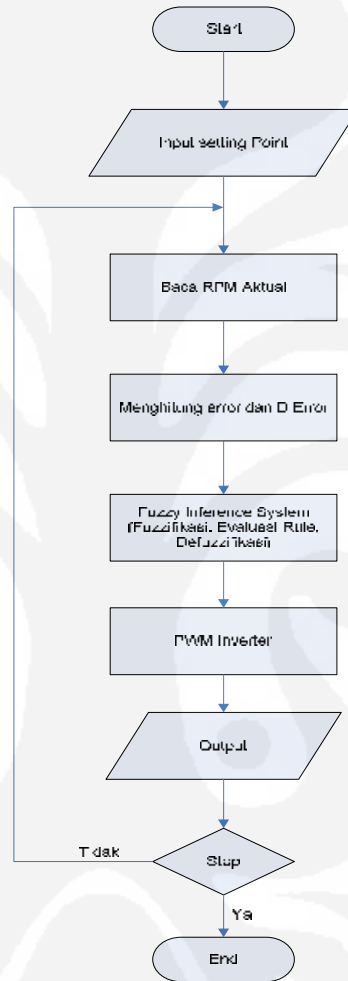 Start
Input setting Point
Baca RPM Aktual
Menghitung error dan D Error
Fuzzy Inference System
(Fuzzifikasi, Evaluasi Rule,
Defuzzifikasi)
PWM Inverter
Output
Stop
Tidak
Ya
End